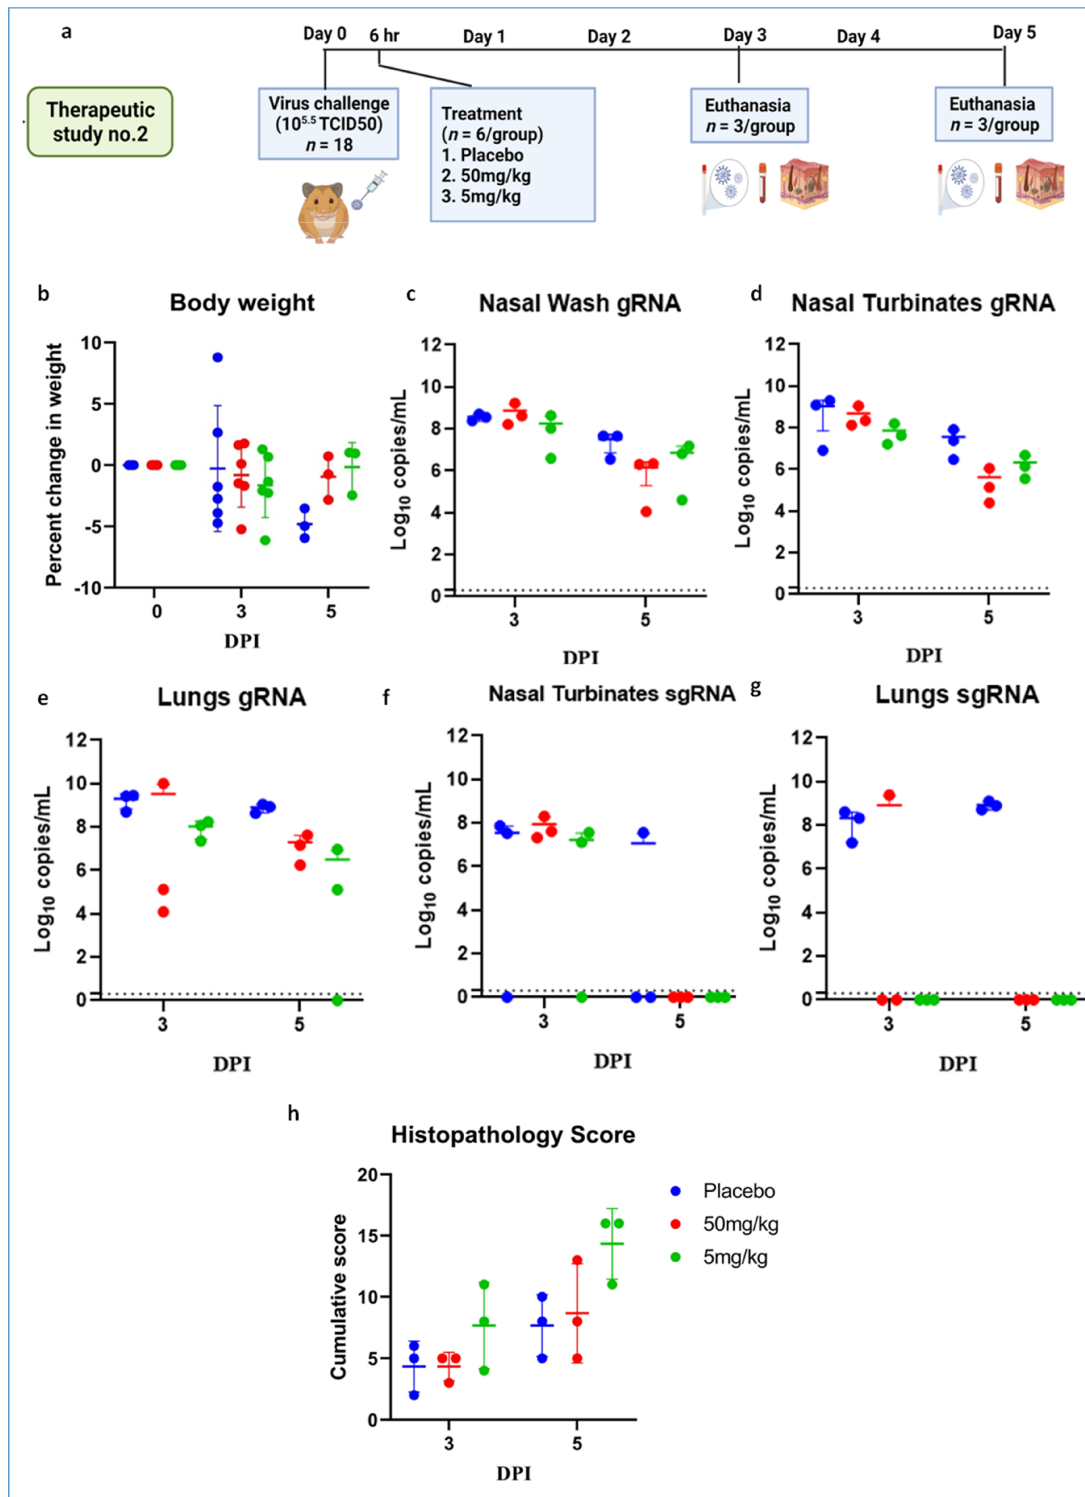 a
Day 0
6 hr
Day 1
Day 2
Day 3
Day 4
Day 5
Therapeutic
study no.2
Virus challenge
(10^5.5 TCID50)
n = 18
Treatment
(n = 6/group)
1. Placebo
2. 50mg/kg
3. 5mg/kg
Euthanasia
n = 3/group
Euthanasia
n = 3/group
b
Body weight
Percent change in weight
10
5
0
-5
-10
0
3
5
DPI
c
Nasal Wash gRNA
Log10 copies/mL
12
10
8
6
4
2
0
3
5
DPI
d
Nasal Turbinates gRNA
Log10 copies/mL
12
10
8
6
4
2
0
3
5
DPI
e
Lungs gRNA
Log10 copies/mL
12
10
8
6
4
2
0
3
5
DPI
f
Nasal Turbinates sgRNA
Log10 copies/mL
12
10
8
6
4
2
0
3
5
DPI
g
Lungs sgRNA
Log10 copies/mL
12
10
8
6
4
2
0
3
5
DPI
h
Histopathology Score
Cumulative score
20
15
10
5
0
3
5
DPI
Placebo
50mg/kg
5mg/kg